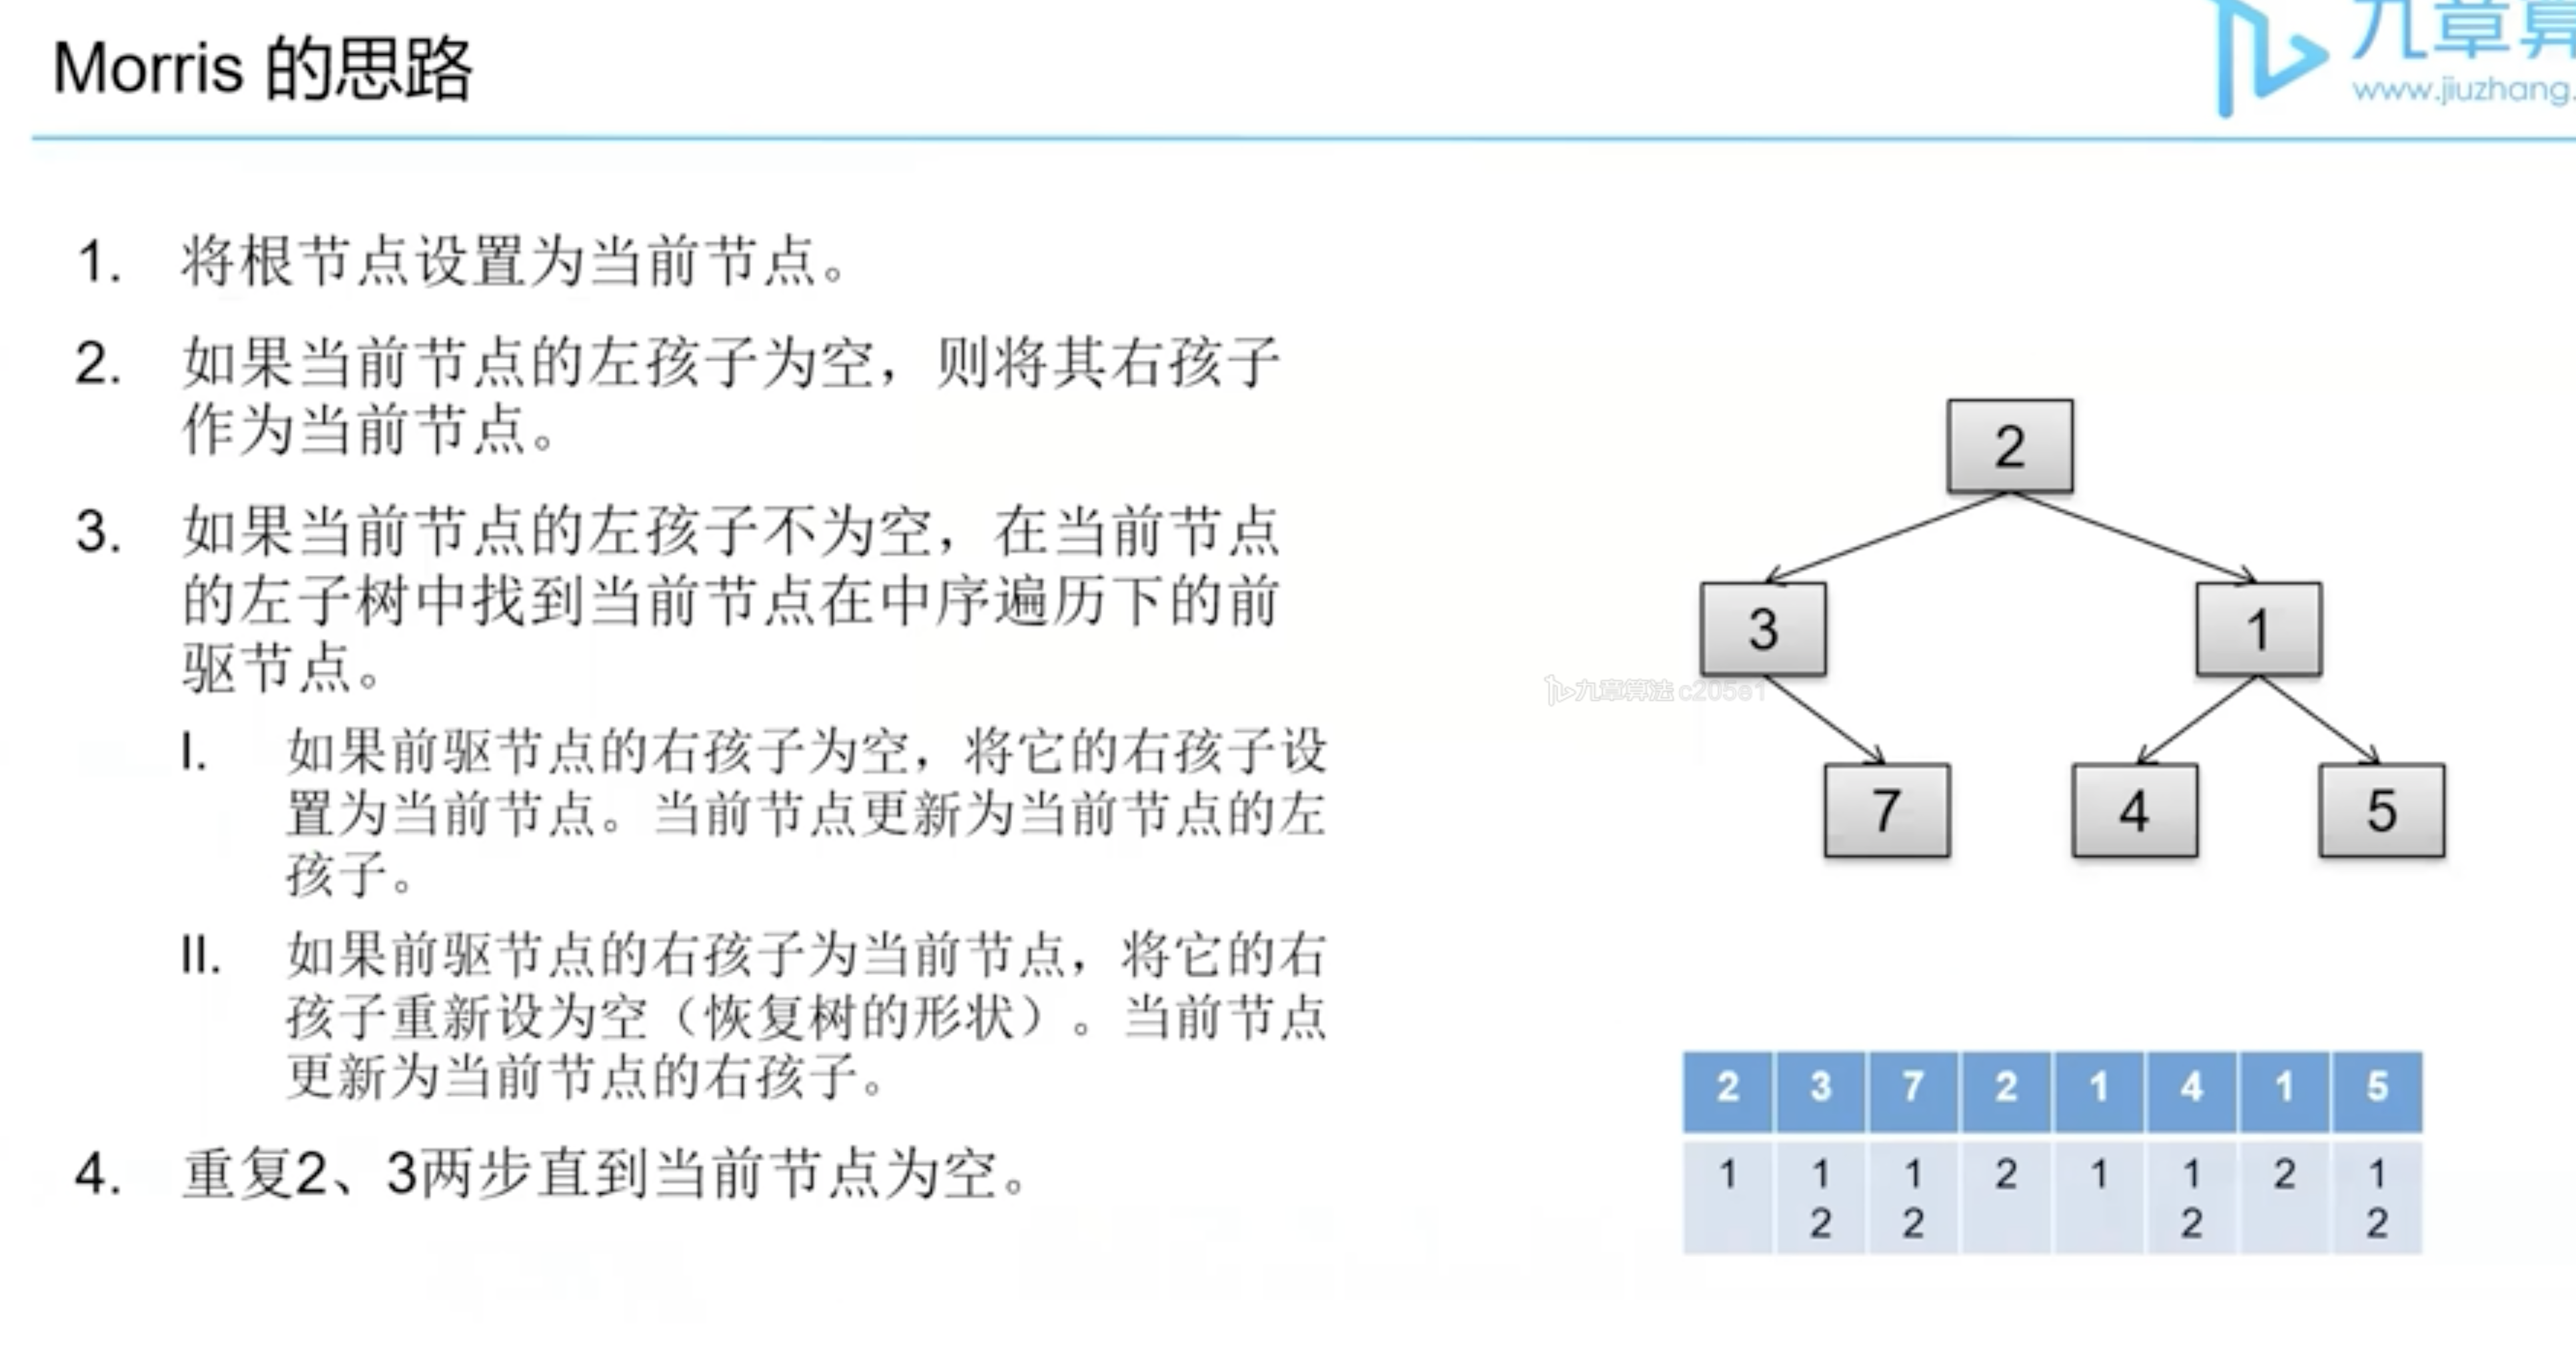 Morris 的思路
九章算
www.jiuzhang.
1. 将根节点设置为当前节点。
2. 如果当前节点的左孩子为空，则将其右孩子
作为当前节点。
3. 如果当前节点的左孩子不为空，在当前节点
的左子树中找到当前节点在中序遍历下的前
驱节点。
I. 如果前驱节点的右孩子为空，将它的右孩子设
置为当前节点。当前节点更新为当前节点的左
孩子。
II. 如果前驱节点的右孩子为当前节点，将它的右
孩子重新设为空（恢复树的形状）。当前节点
更新为当前节点的右孩子。
4. 重复2、3两步直到当前节点为空。
2
3 1
九章算法 c205e1
7 4 5
2 3 7 2 1 4 1 5
1 1 1 2 1 1 2 1
2 2 2 2